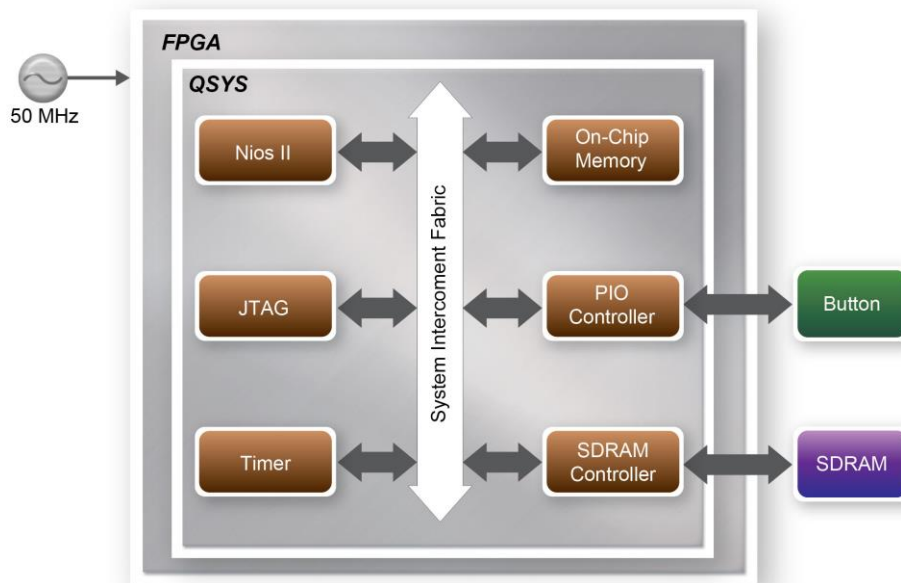 FPGA
QSYS
50 MHz
Nios II
On-Chip
Memory
System Interconment Fabric
JTAG
PIO
Controller
Button
Timer
SDRAM
Controller
SDRAM